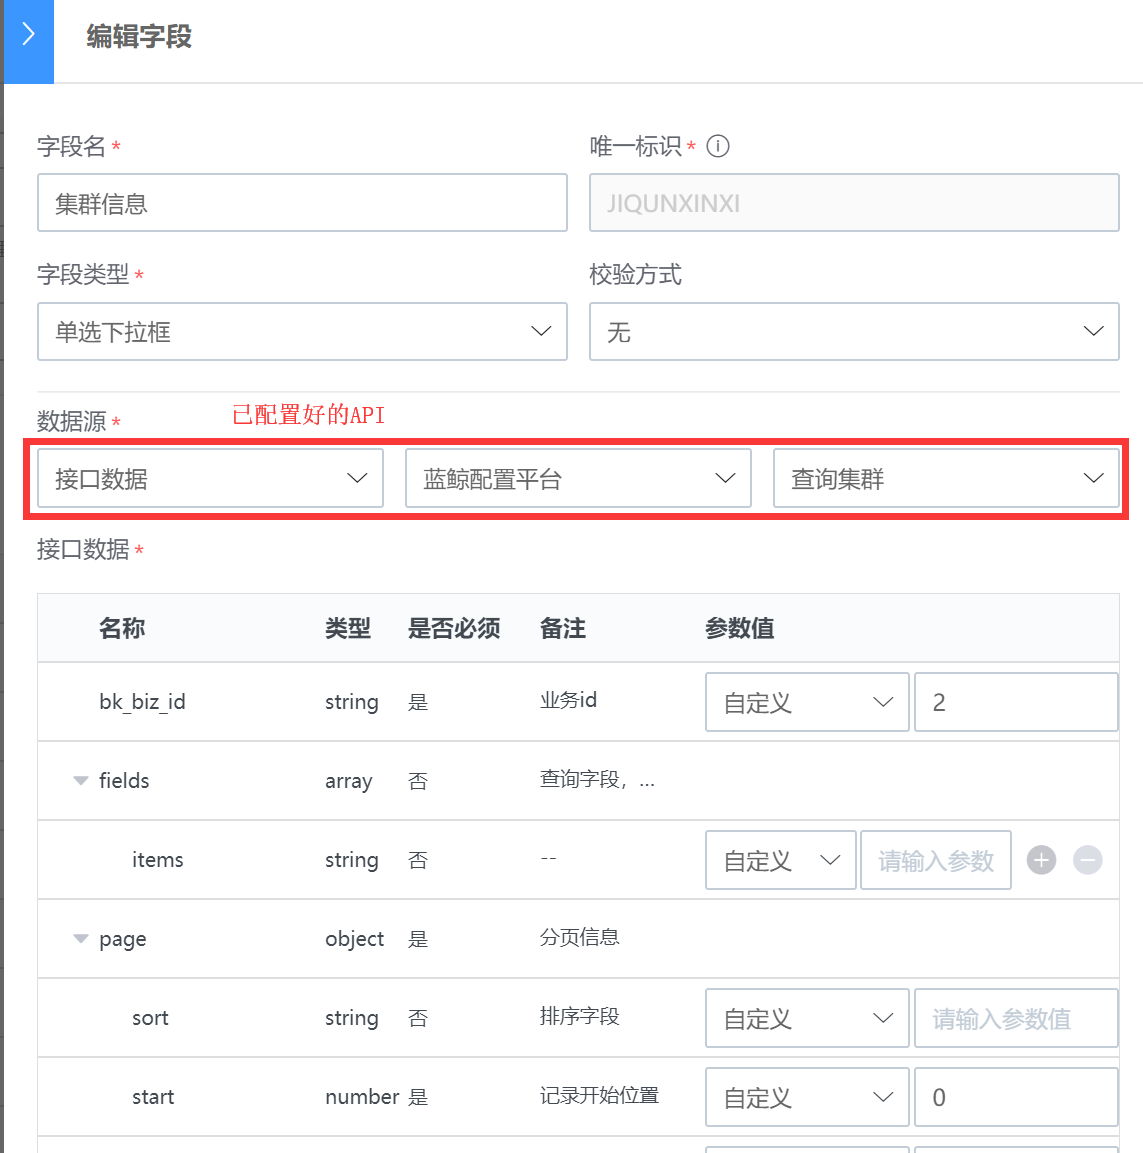 编辑字段
字段名 * 唯一标识 *
集群信息 JIQUNXINXI
字段类型 * 校验方式
单选下拉框 无
数据源 * 已配置好的API
接口数据 蓝鲸配置平台 查询集群
接口数据 *
名称 类型 是否必须 备注 参数值
bk_biz_id string 是 业务id 自定义 2
fields array 否 查询字段，...
items string 否 -- 自定义 请输入参数
page object 是 分页信息
sort string 否 排序字段 自定义 请输入参数值
start number 是 记录开始位置 自定义 0